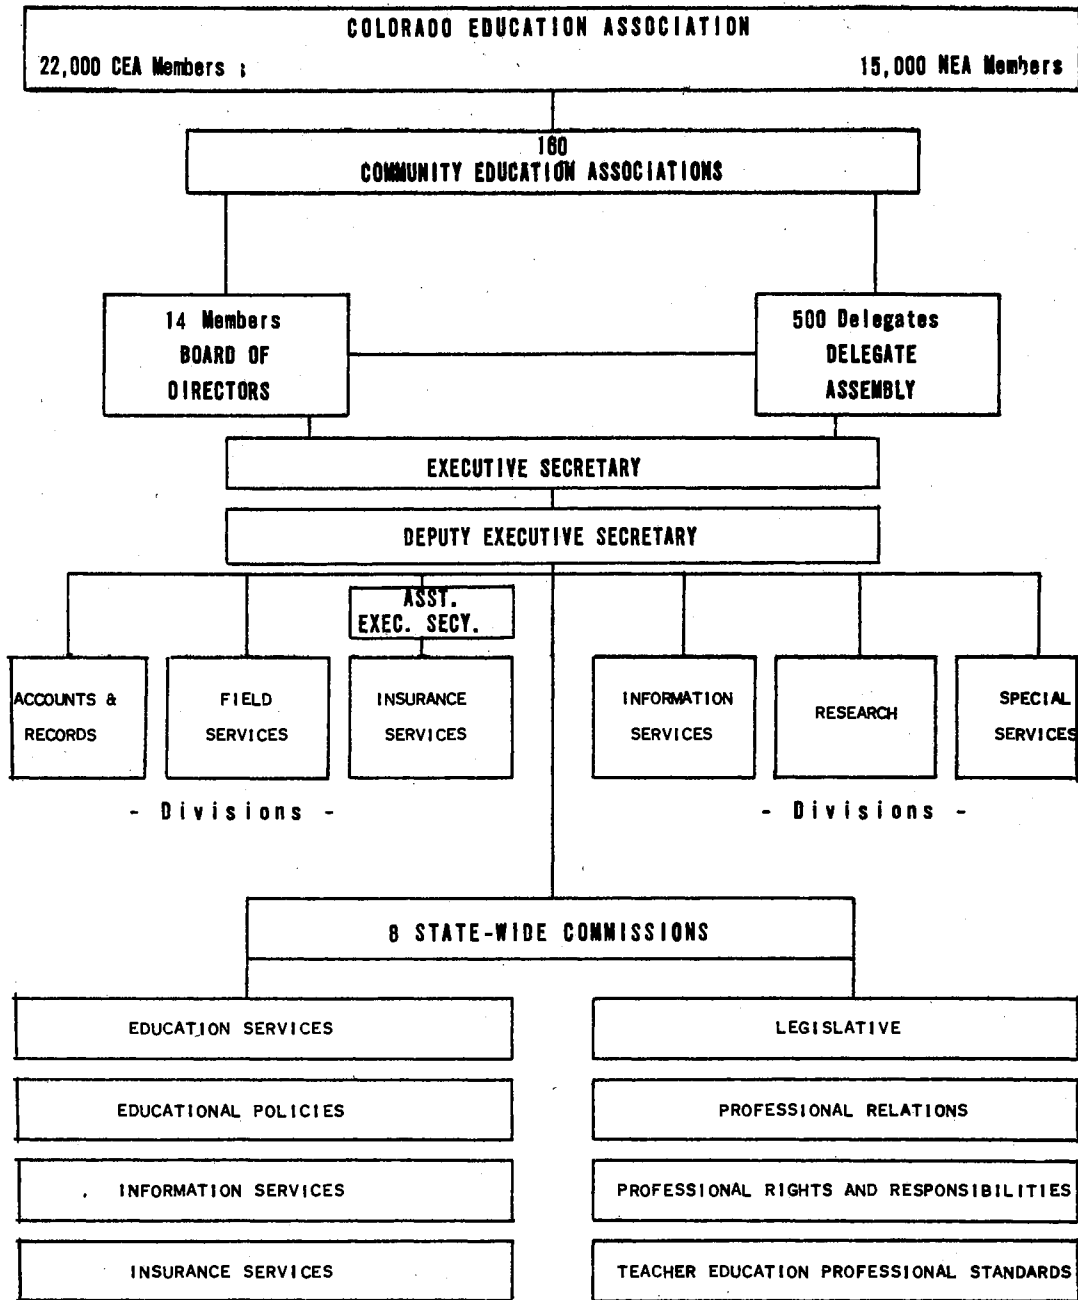 COLORADO EDUCATION ASSOCIATION
22,000 CEA Members ; 15,000 NEA Members
160
COMMUNITY EDUCATION ASSOCIATIONS
14 Members
BOARD OF
DIRECTORS
500 Delegates
DELEGATE
ASSEMBLY
EXECUTIVE SECRETARY
DEPUTY EXECUTIVE SECRETARY
ASST.
EXEC. SECY.
ACCOUNTS &
RECORDS
FIELD
SERVICES
INSURANCE
SERVICES
INFORMATION
SERVICES
RESEARCH
SPECIAL
SERVICES
- Divisions -
- Divisions -
8 STATE-WIDE COMMISSIONS
EDUCATION SERVICES
LEGISLATIVE
EDUCATIONAL POLICIES
PROFESSIONAL RELATIONS
INFORMATION SERVICES
PROFESSIONAL RIGHTS AND RESPONSIBILITIES
INSURANCE SERVICES
TEACHER EDUCATION PROFESSIONAL STANDARDS